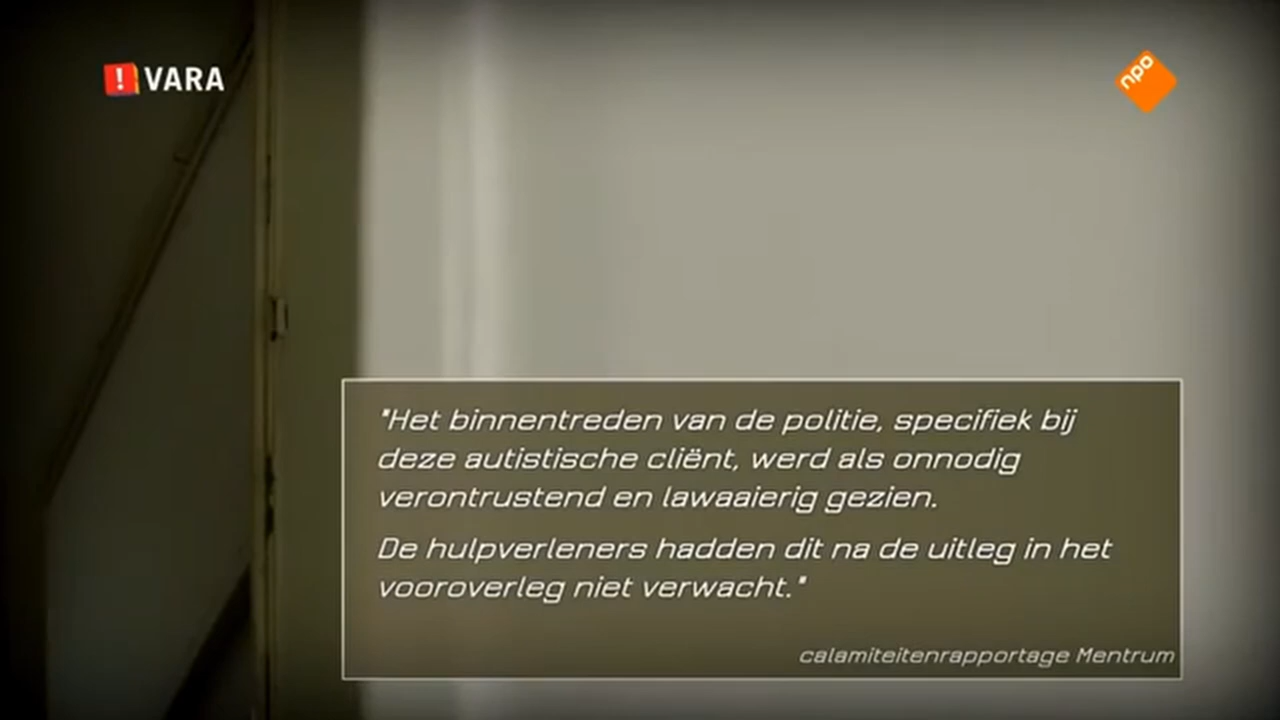 ! VARA
npo
"Het binnentreden van de politie, specifiek bij
deze autistische cliënt, werd als onnodig
verontrustend en lawaaierig gezien.
De hulpverleners hadden dit na de uitleg in het
vooroverleg niet verwacht."
calamiteitenrapportage Mentrum